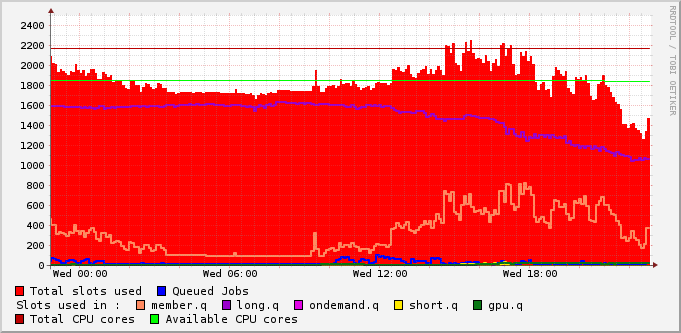 2400
2200
2000
1800
1600
1400
1200
1000
800
600
400
200
0
Wed 00:00 Wed 06:00 Wed 12:00 Wed 18:00
Total slots used Queued Jobs
Slots used in : member.q long.q ondemand.q short.q gpu.q
Total CPU cores Available CPU cores
RRDTOOL / TOBI OETIKER